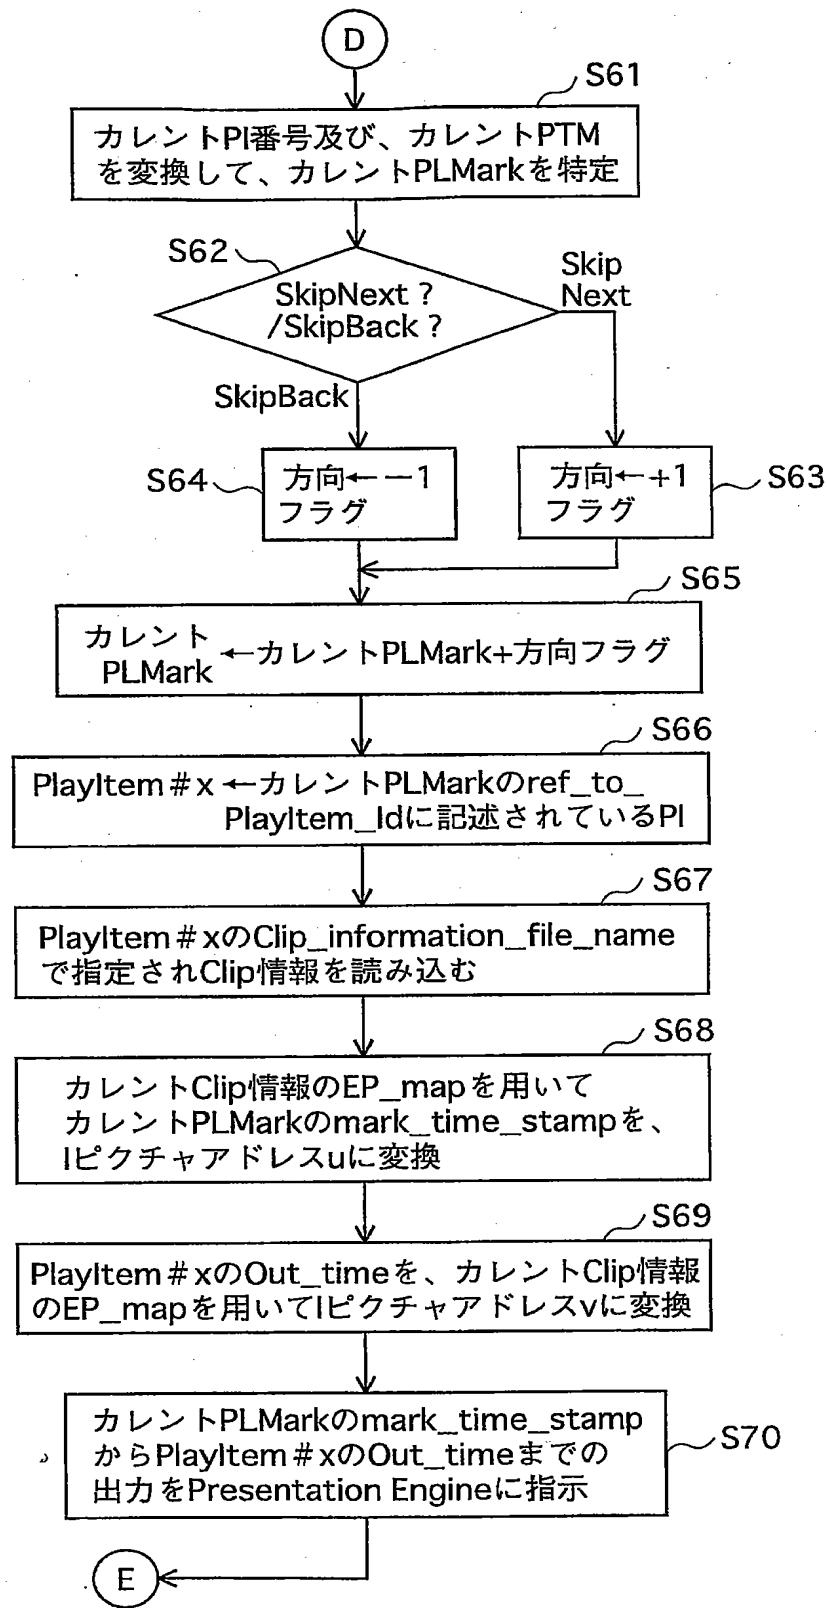 D
S61
カレントPI番号及び、カレントPTM
を変換して、カレントPLMarkを特定
S62
SkipNext ?
/SkipBack ?
Skip
Next
SkipBack
S64
方向←−1
フラグ
方向←+1
フラグ
S63
S65
カレント
PLMark
←カレントPLMark+方向フラグ
S66
PlayItem#x←カレントPLMarkのref_to_
PlayItem_Idに記述されているPI
S67
PlayItem#xのClip_information_file_name
で指定されClip情報を読み込む
S68
カレントClip情報のEP_mapを用いて
カレントPLMarkのmark_time_stampを、
Iピクチャアドレスuに変換
S69
PlayItem#xのOut_timeを、カレントClip情報
のEP_mapを用いてIピクチャアドレスvに変換
S70
カレントPLMarkのmark_time_stamp
からPlayItem#xのOut_timeまでの
出力をPresentation Engineに指示
E